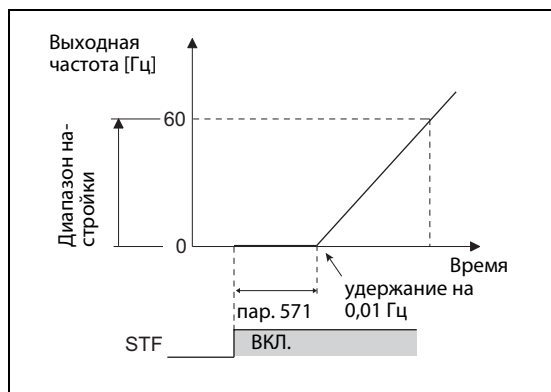 Выходная
частота [Гц]
Диапазон на-
стройки
60
0
Время
удержание на
0,01 Гц
пар. 571
STF
ВКЛ.